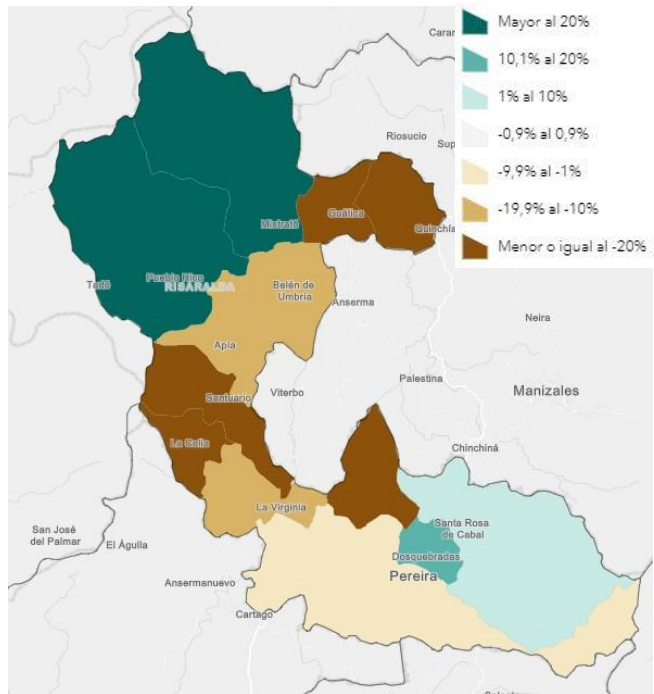 Mayor al 20%
10,1% al 20%
1% al 10%
-0,9% al 0,9%
-9,9% al -1%
-19,9% al -10%
Menor o igual al -20%
Riosucio
Mistrató
Guática
Quinchía
Tadó
Pueblo Rico
RISARALDA
Belén de
Umbría
Anserma
Neira
Apía
Palestina
Manizales
Santuario
Viterbo
La Celia
Chinchiná
La Virginia
Santa Rosa
de Cabal
San José
del Palmar
El Águila
Dosquebradas
Pereira
Ansermanuevo
Cartago